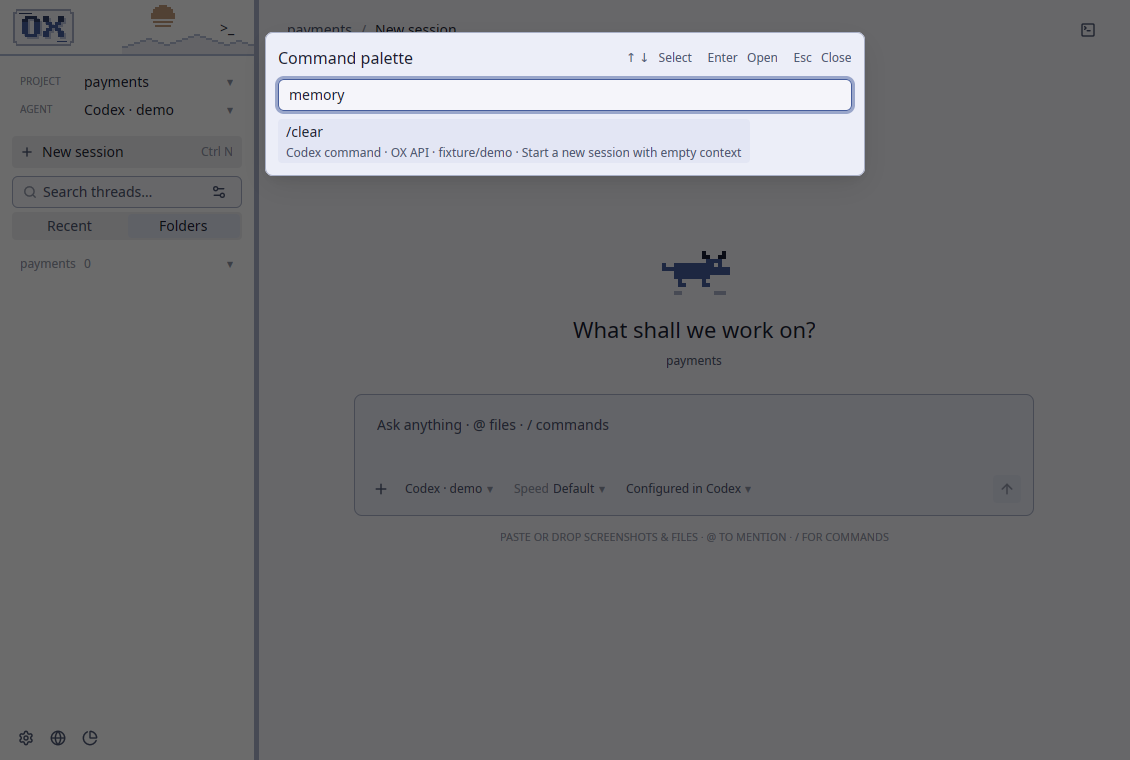 OX
>_
PROJECT payments ▾
AGENT Codex · demo ▾
+ New session Ctrl N
Search threads...
Recent Folders
payments 0 ▾
payments / New session
Command palette ↑ ↓ Select Enter Open Esc Close
memory
/clear
Codex command · OX API · fixture/demo · Start a new session with empty context
What shall we work on?
payments
Ask anything · @ files · / commands
+ Codex · demo ▾ Speed Default ▾ Configured in Codex ▾
PASTE OR DROP SCREENSHOTS & FILES · @ TO MENTION · / FOR COMMANDS